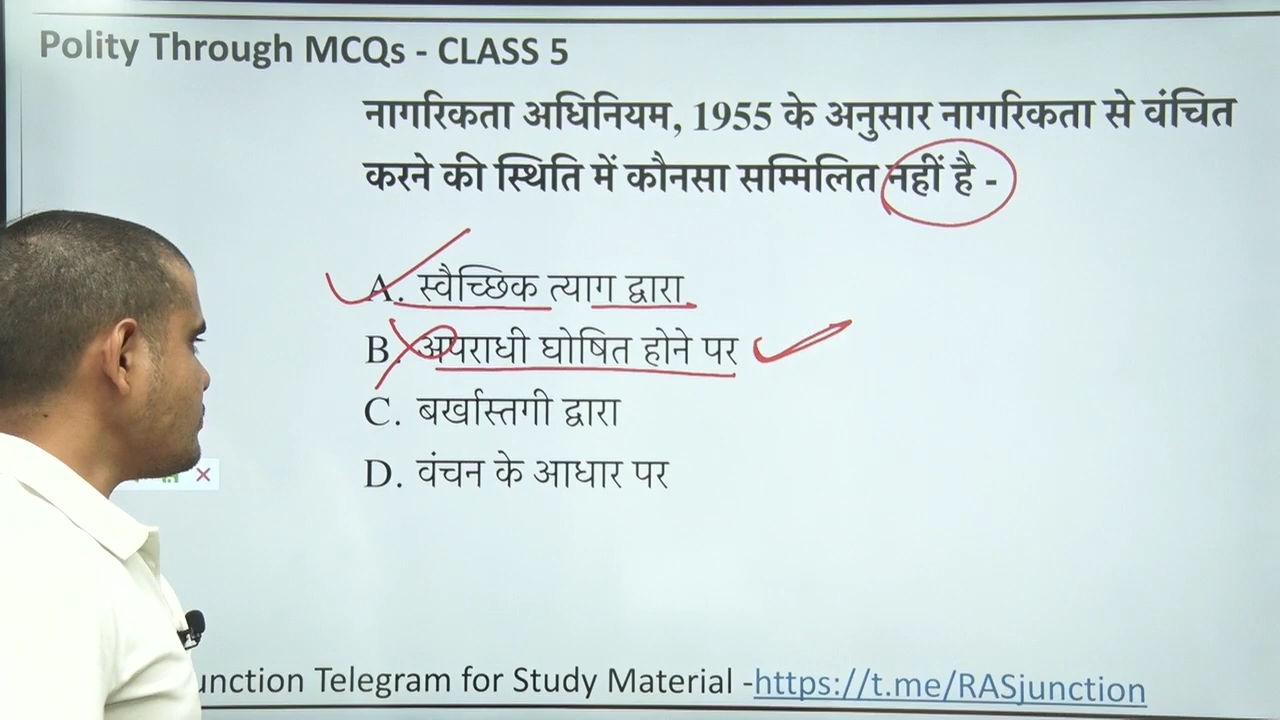 Polity Through MCQs - CLASS 5
नागरिकता अधिनियम, 1955 के अनुसार नागरिकता से वंचित
करने की स्थिति में कौनसा सम्मिलित नहीं है -
A. स्वैच्छिक त्याग द्वारा
B. अपराधी घोषित होने पर
C. बर्खास्तगी द्वारा
D. वंचन के आधार पर
unction Telegram for Study Material -https://t.me/RASjunction